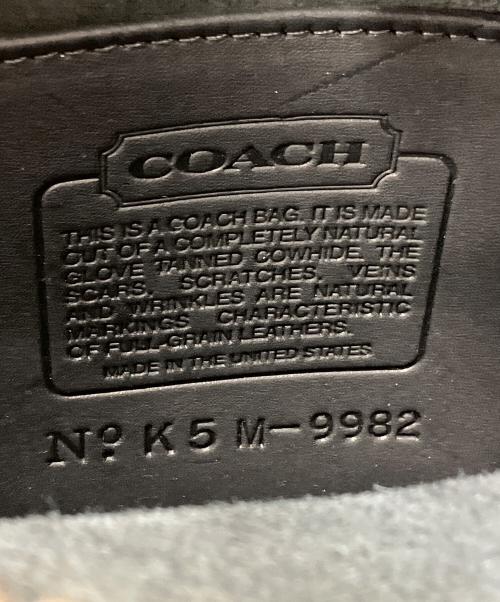 COACH
THIS IS A COACH BAG. IT IS MADE
OUT OF A COMPLETELY NATURAL
GLOVE TANNED COWHIDE. THE
SCARS. SCRATCHES. VEINS
AND WRINKLES ARE NATURAL
MARKINGS CHARACTERISTIC
OF FULL-GRAIN LEATHERS.
MADE IN THE UNITED STATES
Nº K5M-9982